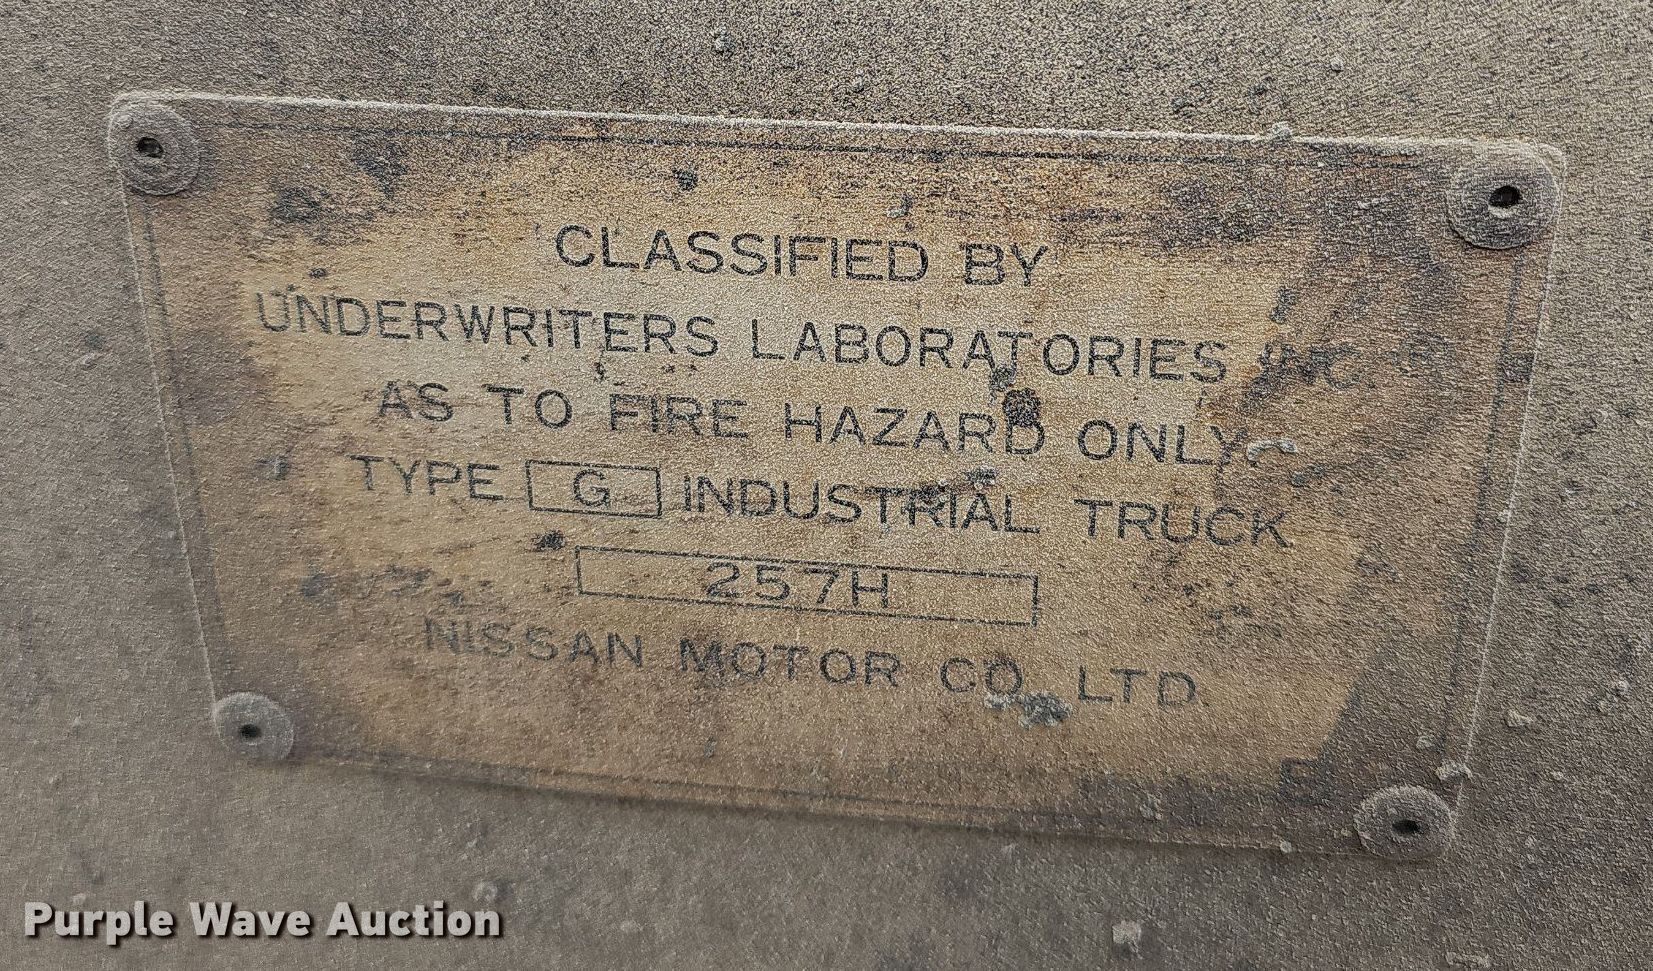 CLASSIFIED BY
UNDERWRITERS LABORATORIES INC. ®
AS TO FIRE HAZARD ONLY.
TYPE G INDUSTRIAL TRUCK
257H
NISSAN MOTOR CO. LTD.
Purple Wave Auction